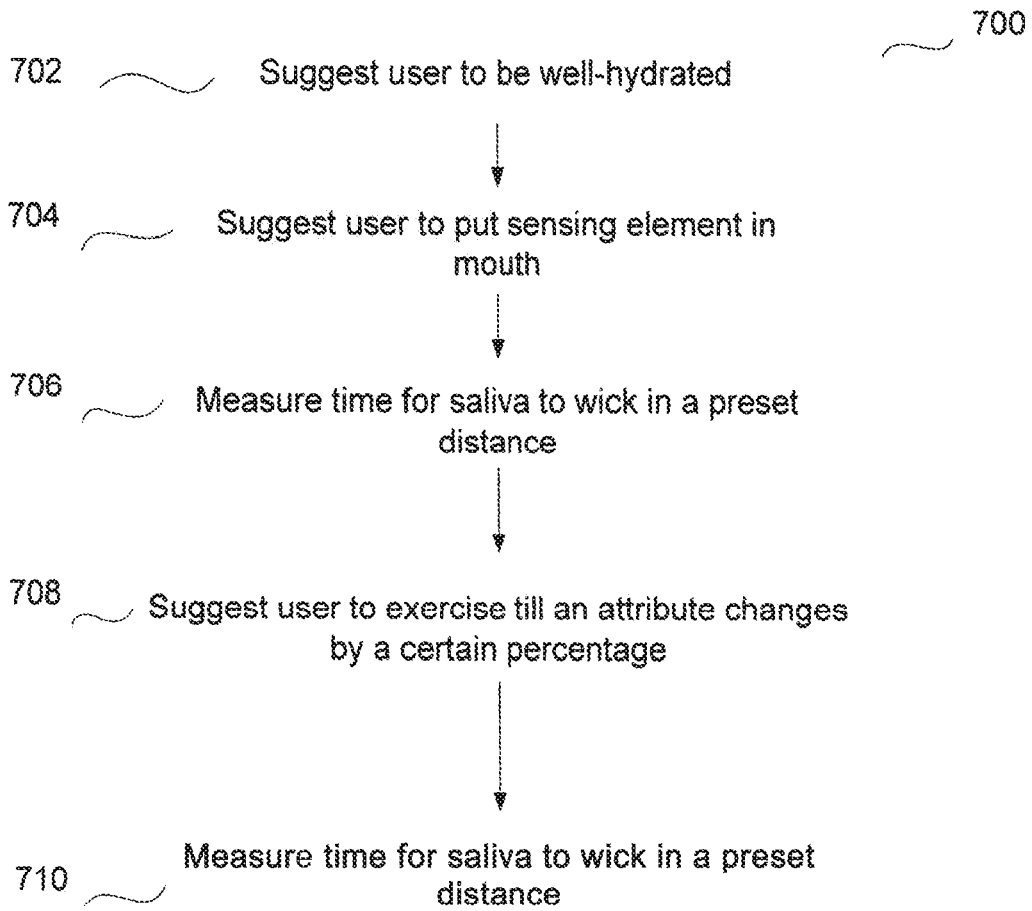 700
702 Suggest user to be well-hydrated
704 Suggest user to put sensing element in
mouth
706 Measure time for saliva to wick in a preset
distance
708 Suggest user to exercise till an attribute changes
by a certain percentage
710 Measure time for saliva to wick in a preset
distance